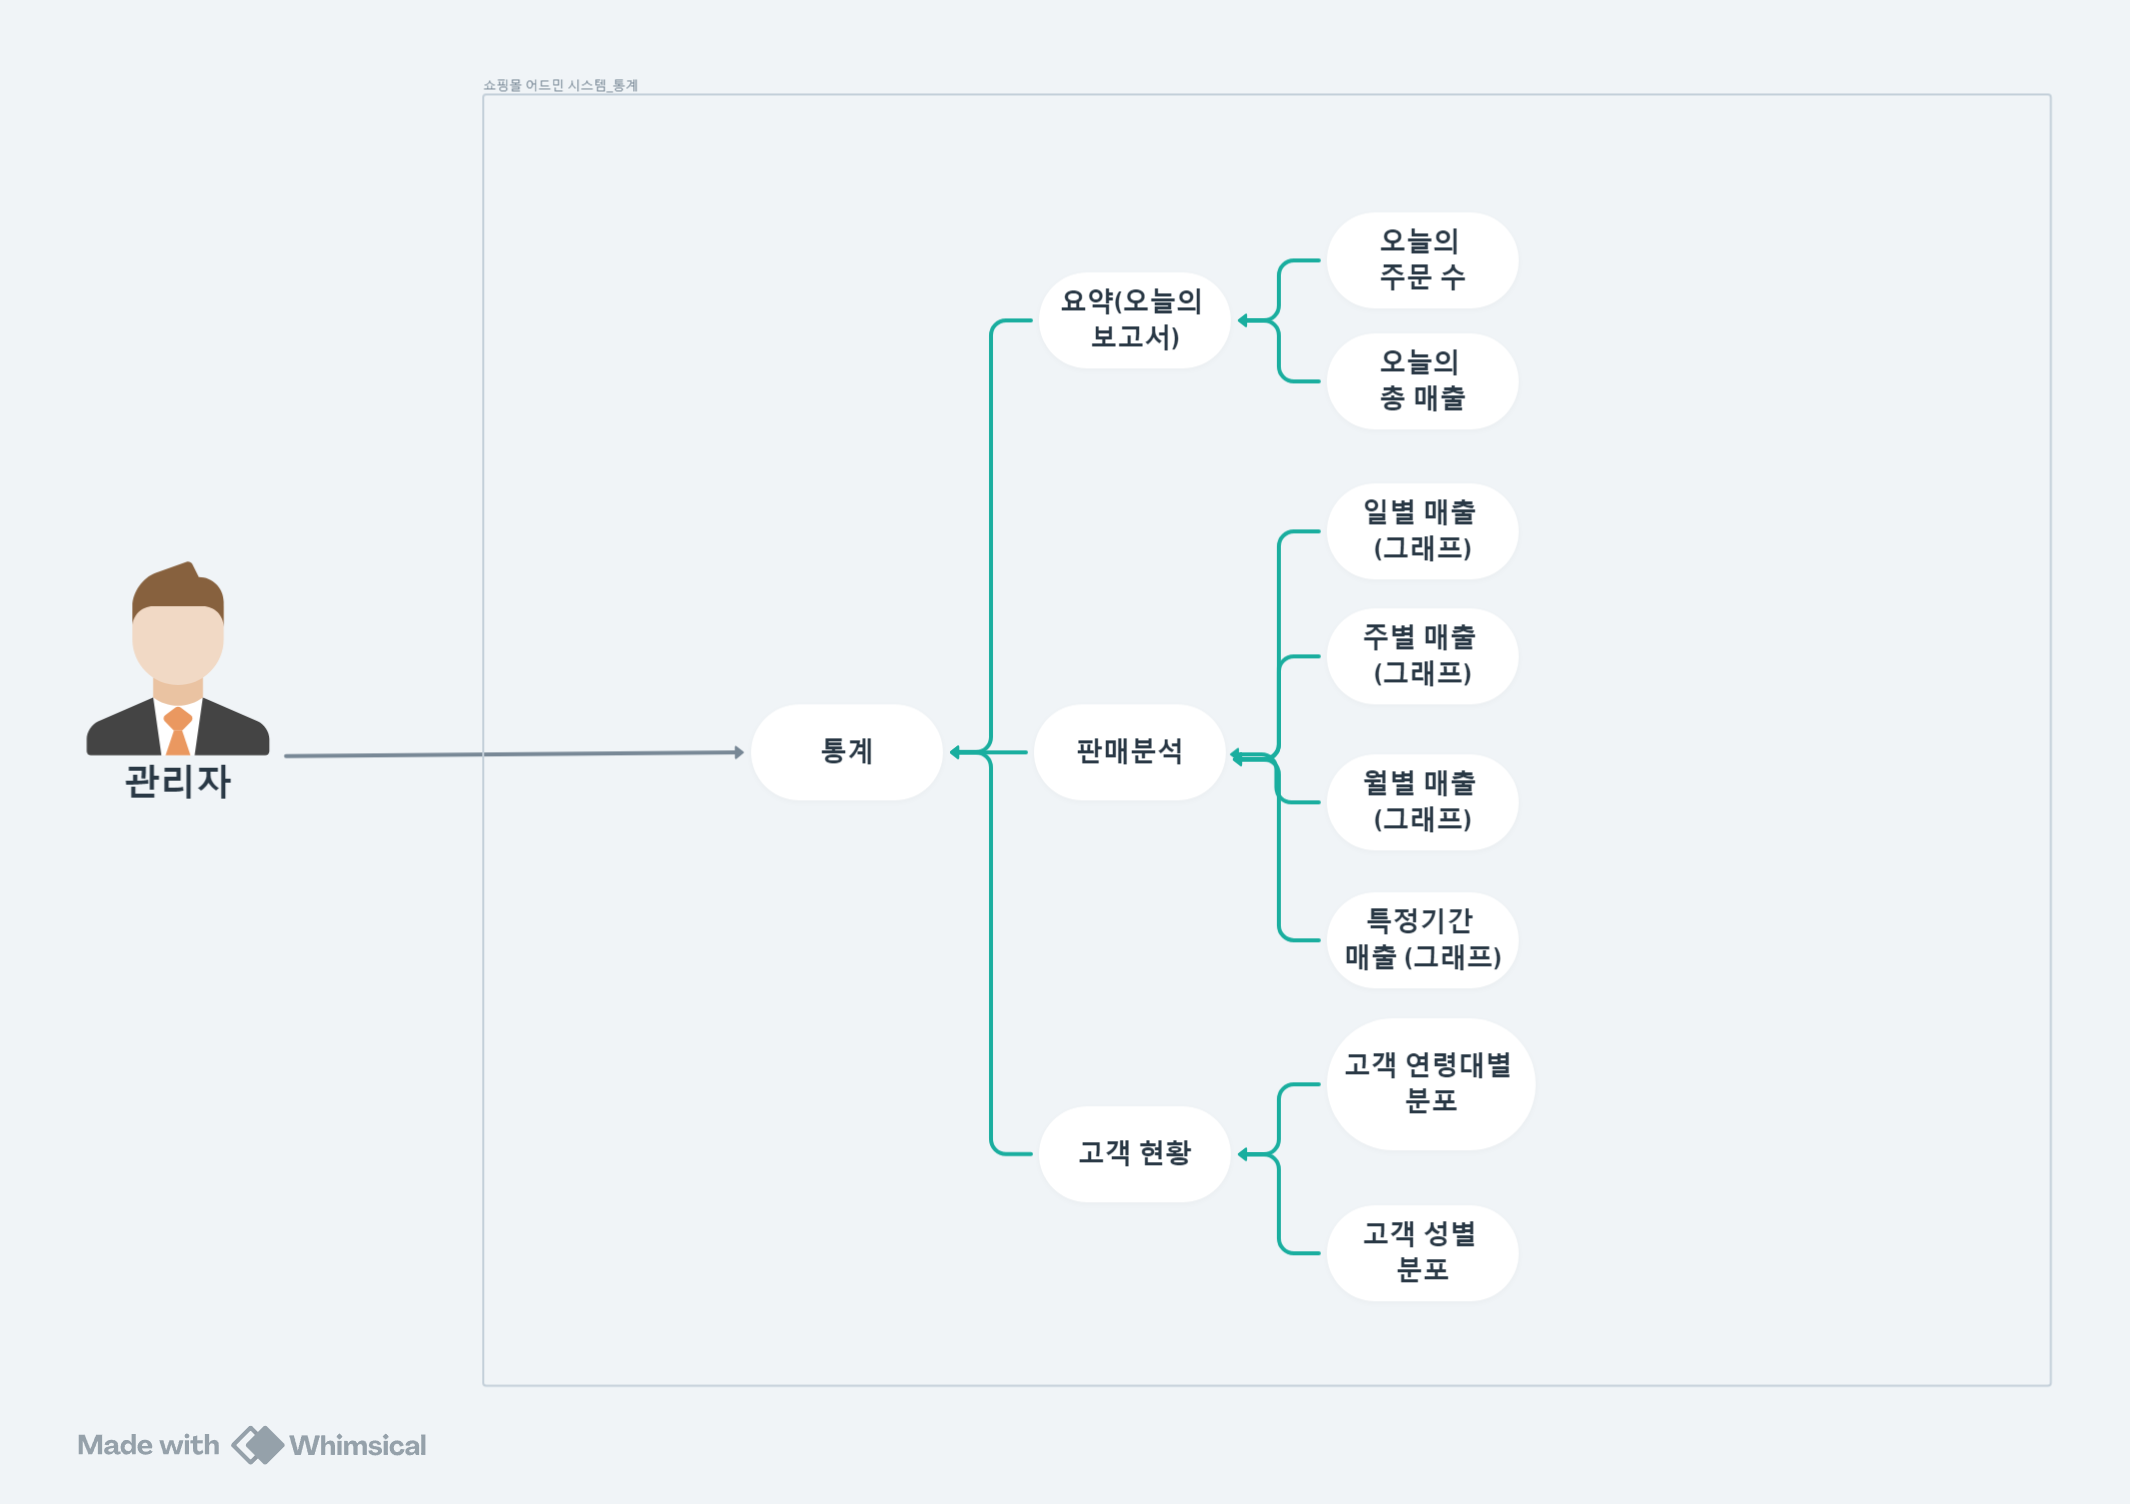 쇼핑몰 어드민 시스템_통계
오늘의
주문 수
요약(오늘의
보고서)
오늘의
총 매출
일별 매출
(그래프)
주별 매출
(그래프)
관리자
통계
판매분석
월별 매출
(그래프)
특정기간
매출 (그래프)
고객 연령대별
분포
고객 현황
고객 성별
분포
Made with Whimsical